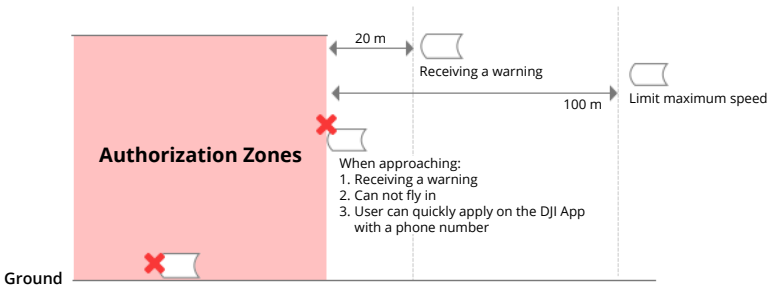 20 m
Receiving a warning
100 m
Limit maximum speed
Authorization Zones
When approaching:
1. Receiving a warning
2. Can not fly in
3. User can quickly apply on the DJI App
with a phone number
Ground